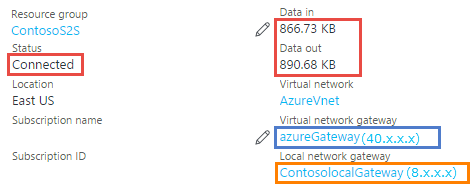 Resource group
ContosoS2S
Status
Connected
Location
East US
Subscription name
Subscription ID
Data in
866.73 KB
Data out
890.68 KB
Virtual network
AzureVnet
Virtual network gateway
azureGateway (40.x.x.x)
Local network gateway
ContosolocalGateway (8.x.x.x)